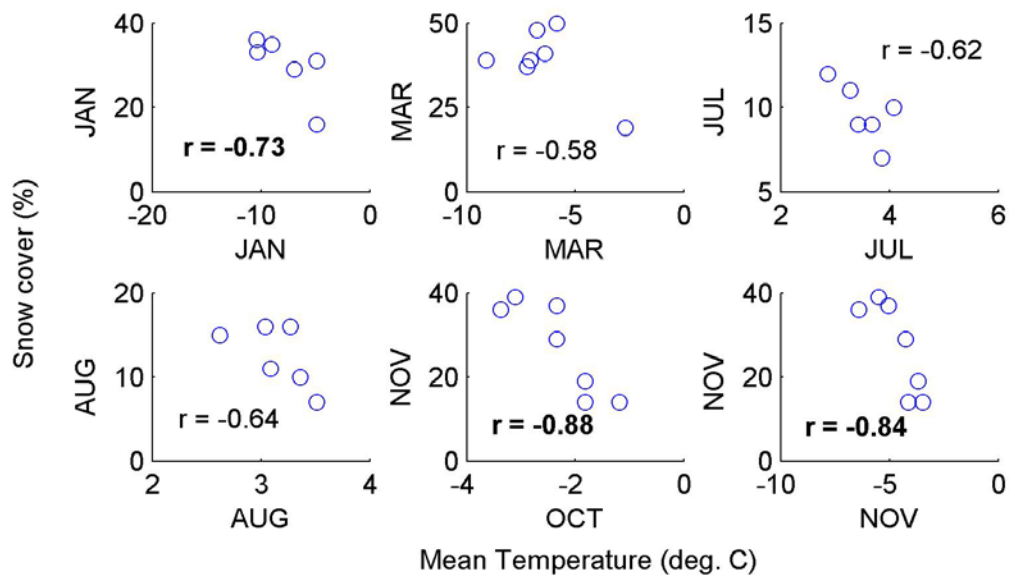 Snow cover (%)
JAN
40
20
0
r = -0.73
-20
-10
0
JAN
MAR
50
25
0
r = -0.58
-10
-5
0
MAR
JUL
15
10
5
r = -0.62
2
4
6
JUL
AUG
20
10
0
r = -0.64
2
3
4
AUG
NOV
40
20
0
r = -0.88
-4
-2
0
OCT
NOV
40
20
0
r = -0.84
-10
-5
0
NOV
Mean Temperature (deg. C)